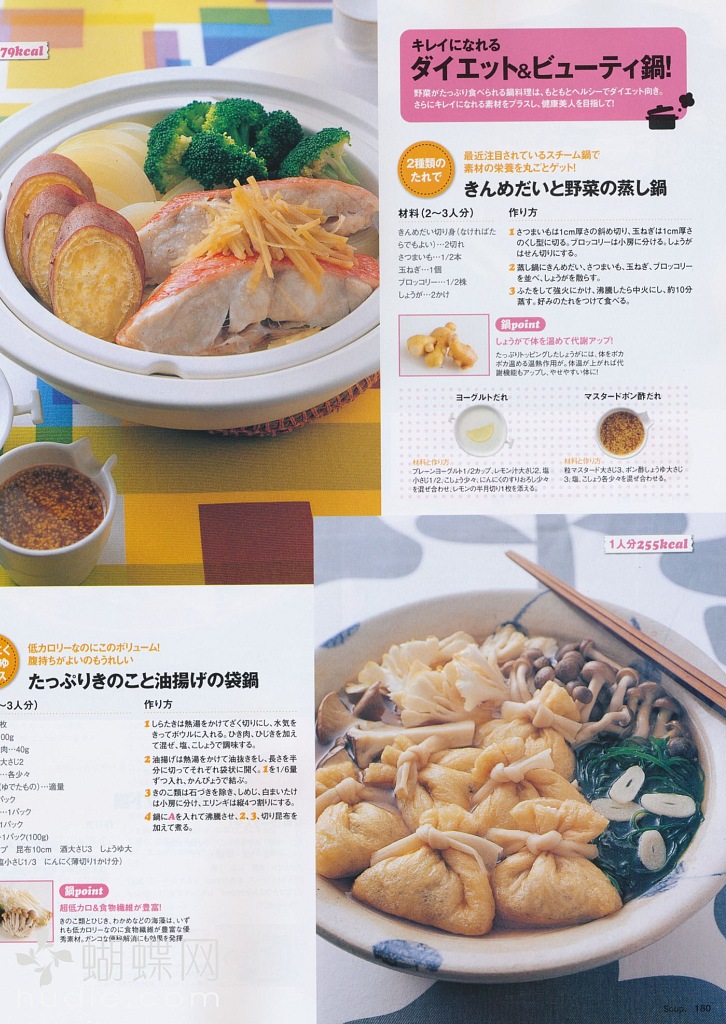 79kcal
キレイになれる
ダイエット&ビューティ鍋!
野菜がたっぷり食べられる鍋料理は、もともとヘルシーでダイエット向き。
さらにキレイになれる素材をプラスし、健康美人を目指して!
2種類の
たれで
最近注目されているスチーム鍋で
素材の栄養を丸ごとゲット!
きんめだいと野菜の蒸し鍋
材料(2〜3人分)
きんめだい切り身(なければた
らでもよい)…2切れ
さつまいも…1/2本
玉ねぎ…1個
ブロッコリー…1/2株
しょうが…2かけ
作り方
1 さつまいもは1cm厚さの斜め切り、玉ねぎは1cm厚さ
のくし型に切る。ブロッコリーは小房に分ける。しょうが
はせん切りにする。
2 蒸し鍋にきんめだい、さつまいも、玉ねぎ、ブロッコリー
を並べ、しょうがを散らす。
3 ふたをして強火にかけ、沸騰したら中火にし、約10分
蒸す。好みのたれをつけて食べる。
鍋point
しょうがで体を温めて代謝アップ!
たっぷりトッピングしたしょうがには、体をポカ
ポカ温める温熱作用が。体温が上がれば代
謝機能もアップし、やせやすい体に!
ヨーグルトだれ
材料と作り方
プレーンヨーグルト1/2カップ、レモン汁大さじ2、塩
小さじ1/2、こしょう少々、にんにくのすりおろし少々
を混ぜ合わせ、レモンの半月切り1枚を添える。
マスタードポン酢だれ
材料と作り方
粒マスタード大さじ3、ポン酢しょうゆ大さじ
3、塩、こしょう各少々を混ぜ合わせる。
1人分255kcal
く
ゆ
ス
低カロリーなのにこのボリューム!
腹持ちがよいのもうれしい
たっぷりきのこと油揚げの袋鍋
〜3人分)
枚
00g
肉…40g
大さじ2
…各少々
(ゆでたもの)…適量
パック
…1パック
1パック
…1パック(100g)
プ 昆布10cm 酒大さじ3 しょうゆ大
塩小さじ1/3 にんにく薄切り1かけ分)
作り方
1 しらたきは熱湯をかけてざく切りにし、水気を
きってボウルに入れる。ひき肉、ひじきを加え
て混ぜ、塩、こしょうで調味する。
2 油揚げは熱湯をかけて油抜きをし、長さを半
分に切ってそれぞれ袋状に開く。1を1/6量
ずつ入れ、かんぴょうで結ぶ。
3 きのこ類は石づきを除き、しめじ、白まいたけ
は小房に分け、エリンギは縦4つ割りにする。
4 鍋にAを入れて沸騰させ、2、3、切り昆布を
加えて煮る。
鍋point
超低カロ&食物繊維が豊富!
きのこ類とひじき、わかめなどの海藻は、いず
れも低カロリーなのに食物繊維が豊富な優
秀素材。ガンコな便秘解消にも効果を発揮
蝴蝶网
hudie.com
Soup. 180